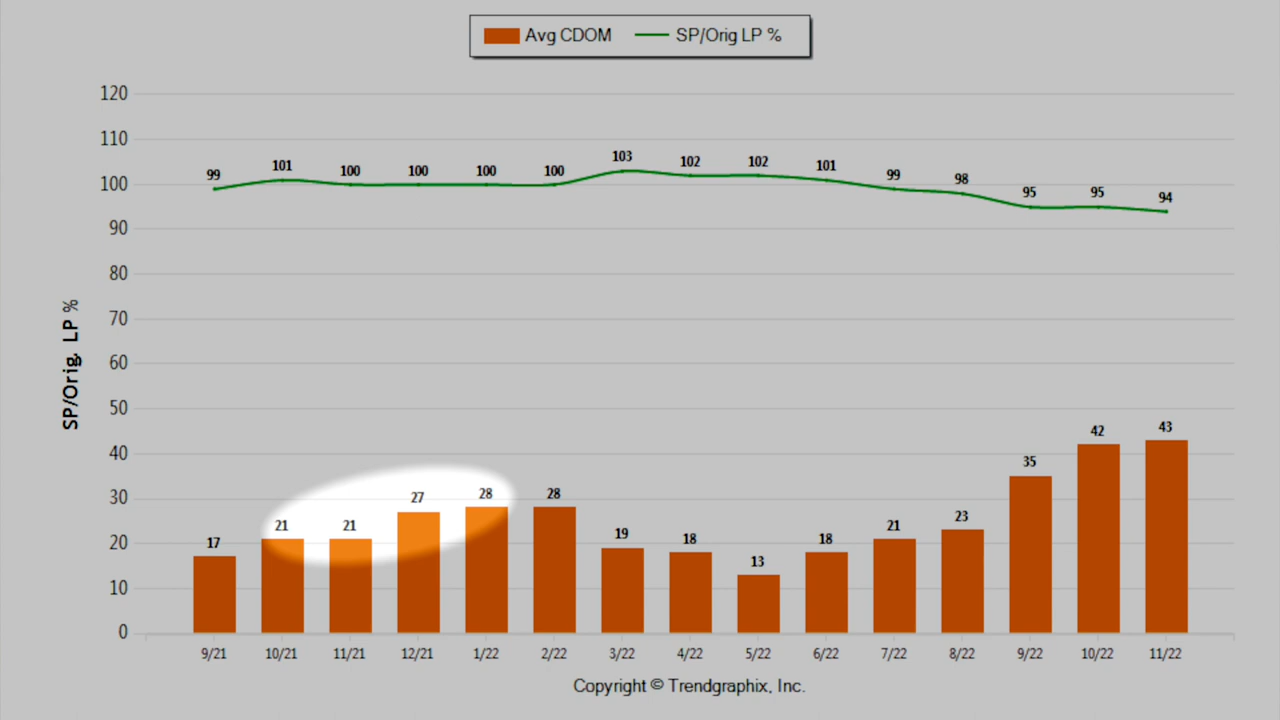 Avg CDOM SP/Orig LP %
120
110
100
90
80
70
60
50
40
30
20
10
0
SP/Orig. LP %
99 101 100 100 100 100 103 102 102 101 99 98 95 95 94
17 21 21 27 28 28 19 18 13 18 21 23 35 42 43
9/21 10/21 11/21 12/21 1/22 2/22 3/22 4/22 5/22 6/22 7/22 8/22 9/22 10/22 11/22
Copyright © Trendgraphix, Inc.